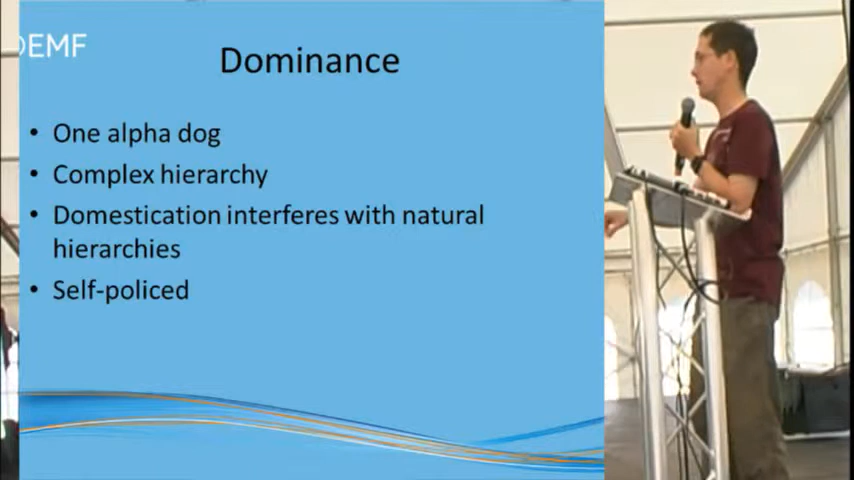 EMF
Dominance
• One alpha dog
• Complex hierarchy
• Domestication interferes with natural
hierarchies
• Self-policed